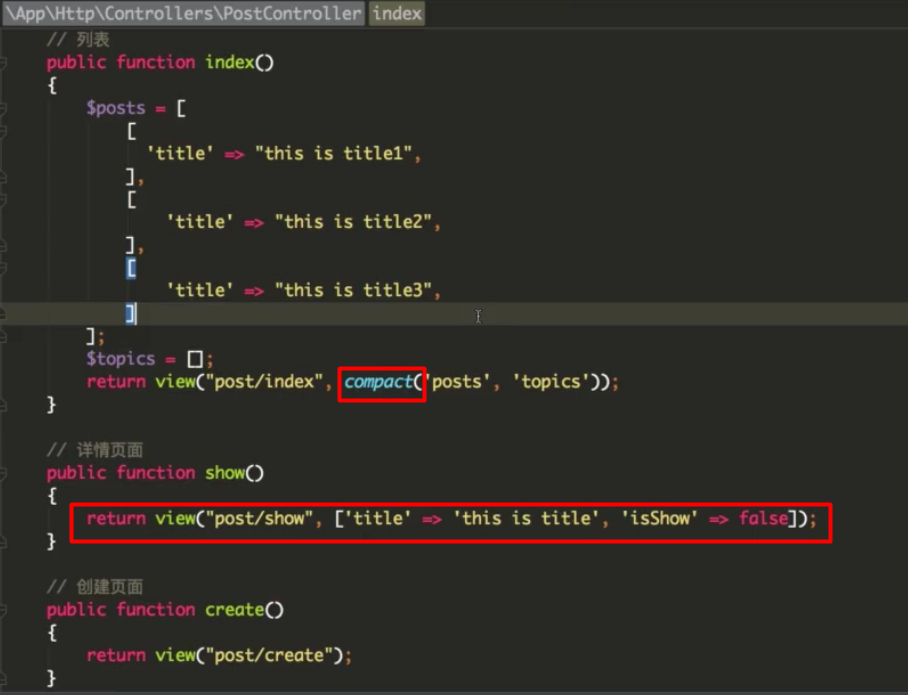 \App\Http\Controllers\PostController index
// 列表
public function index()
{
$posts = [
[
'title' => "this is title1",
],
[
'title' => "this is title2",
],
[
'title' => "this is title3",
]
];
$topics = [];
return view("post/index", compact('posts', 'topics'));
}
// 详情页面
public function show()
{
return view("post/show", ['title' => 'this is title', 'isShow' => false]);
}
// 创建页面
public function create()
{
return view("post/create");
}